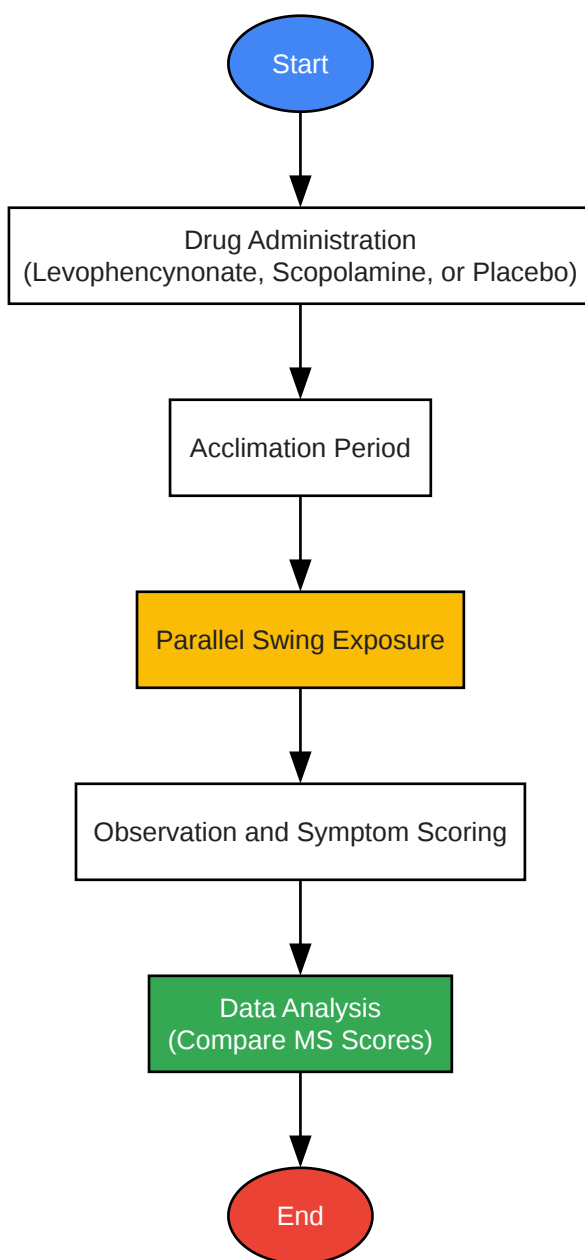 Start
Drug Administration
(Levophencynonate, Scopolamine, or Placebo)
Acclimation Period
Parallel Swing Exposure
Observation and Symptom Scoring
Data Analysis
(Compare MS Scores)
End